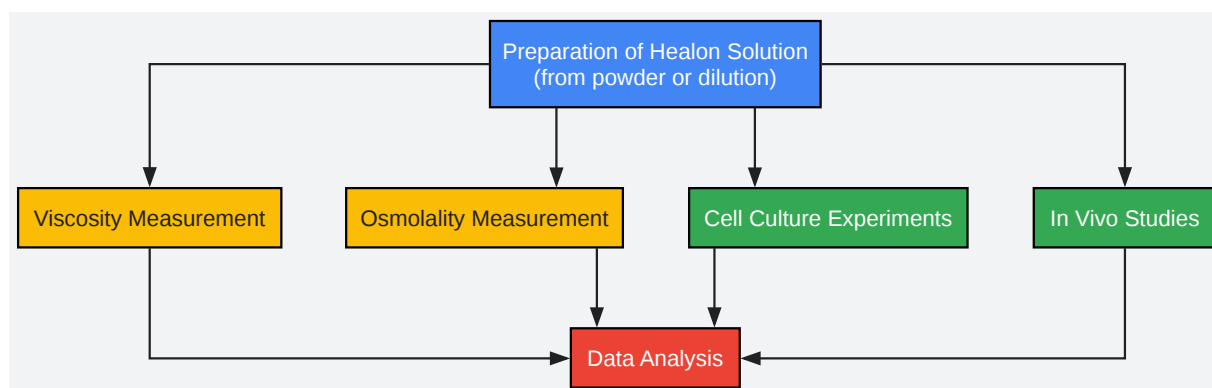 Preparation of Healon Solution
(from powder or dilution)
Viscosity Measurement
Osmolality Measurement
Cell Culture Experiments
In Vivo Studies
Data Analysis